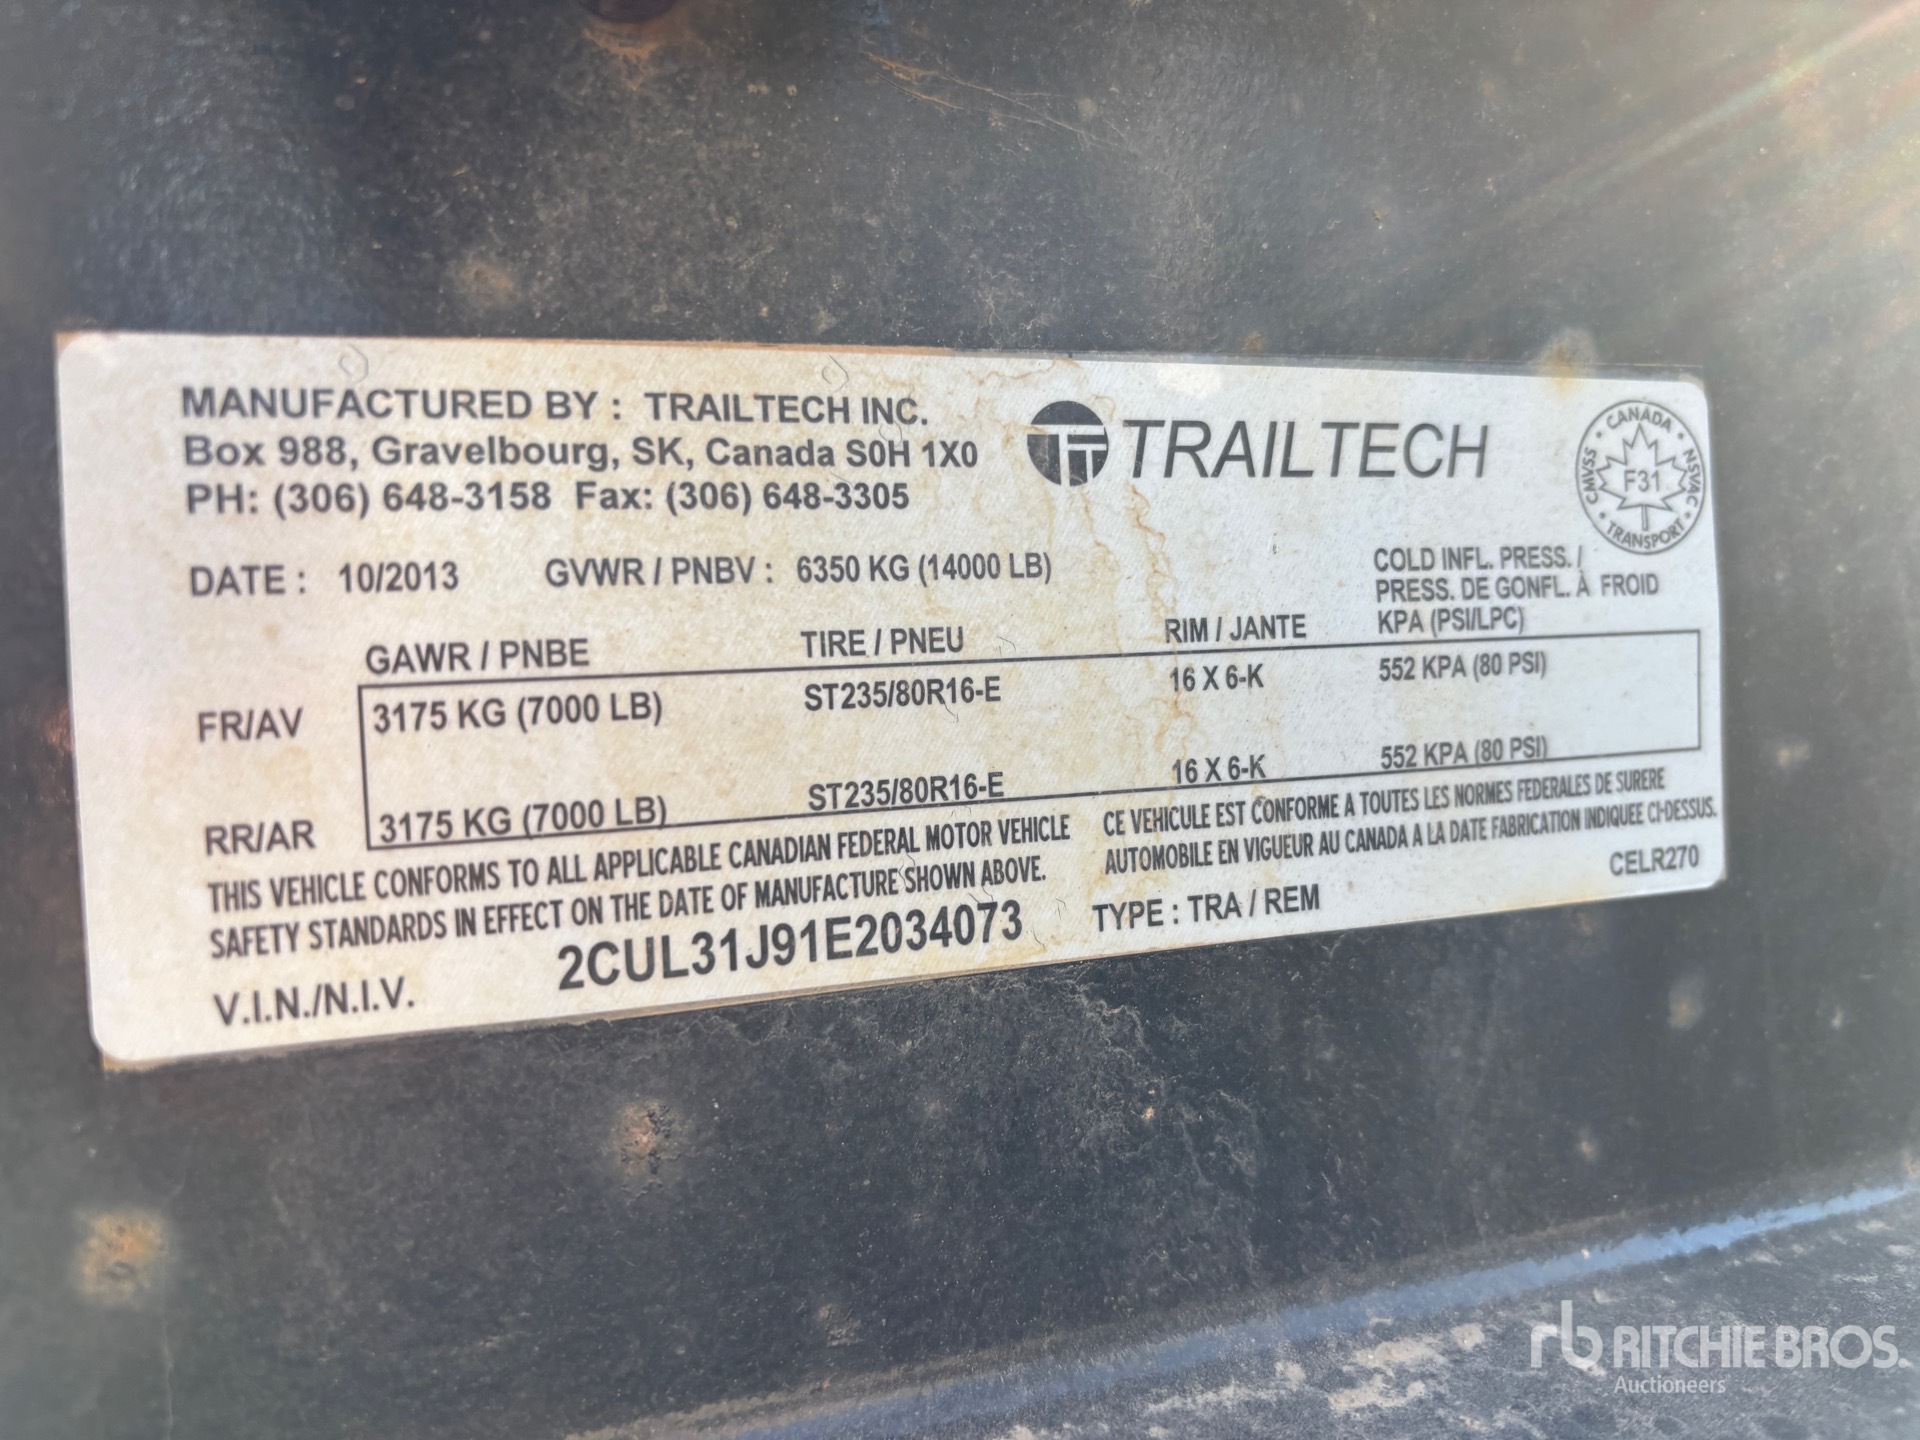 MANUFACTURED BY : TRAILTECH INC.
Box 988, Gravelbourg, SK, Canada S0H 1X0
PH: (306) 648-3158 Fax: (306) 648-3305
TF TRAILTECH
CANADA
CMVSS • NSVAC
F31
TRANSPORT
DATE : 10/2013 GVWR / PNBV : 6350 KG (14000 LB)
COLD INFL. PRESS. /
PRESS. DE GONFL. À FROID
KPA (PSI/LPC)
GAWR / PNBE TIRE / PNEU RIM / JANTE
FR/AV 3175 KG (7000 LB) ST235/80R16-E 16 X 6-K 552 KPA (80 PSI)
RR/AR 3175 KG (7000 LB) ST235/80R16-E 16 X 6-K 552 KPA (80 PSI)
THIS VEHICLE CONFORMS TO ALL APPLICABLE CANADIAN FEDERAL MOTOR VEHICLE
SAFETY STANDARDS IN EFFECT ON THE DATE OF MANUFACTURE SHOWN ABOVE.
CE VEHICULE EST CONFORME A TOUTES LES NORMES FEDERALES DE SURERE
AUTOMOBILE EN VIGUEUR AU CANADA A LA DATE FABRICATION INDIQUEE CI-DESSUS.
V.I.N./N.I.V. 2CUL31J91E2034073 TYPE : TRA / REM
CELR270
rb RITCHIE BROS.
Auctioneers